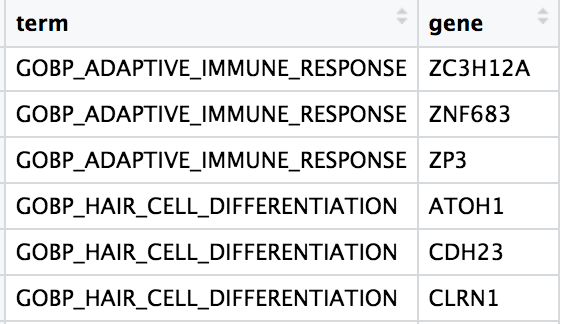 term gene
GOBP_ADAPTIVE_IMMUNE_RESPONSE ZC3H12A
GOBP_ADAPTIVE_IMMUNE_RESPONSE ZNF683
GOBP_ADAPTIVE_IMMUNE_RESPONSE ZP3
GOBP_HAIR_CELL_DIFFERENTIATION ATOH1
GOBP_HAIR_CELL_DIFFERENTIATION CDH23
GOBP_HAIR_CELL_DIFFERENTIATION CLRN1